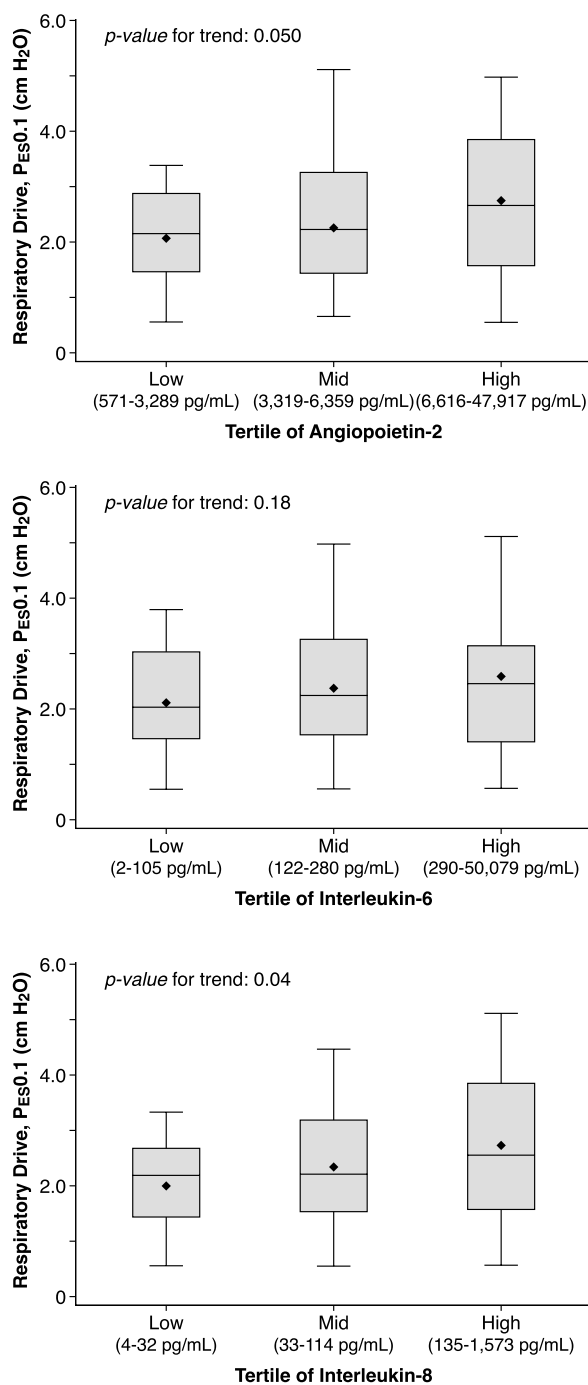 6.0
p-value for trend: 0.050
4.0
2.0
0
Respiratory Drive, PES0.1 (cm H2O)
Low Mid High
(571-3,289 pg/mL) (3,319-6,359 pg/mL) (6,616-47,917 pg/mL)
Tertile of Angiopoietin-2
6.0
p-value for trend: 0.18
4.0
2.0
0
Respiratory Drive, PES0.1 (cm H2O)
Low Mid High
(2-105 pg/mL) (122-280 pg/mL) (290-50,079 pg/mL)
Tertile of Interleukin-6
6.0
p-value for trend: 0.04
4.0
2.0
0
Respiratory Drive, PES0.1 (cm H2O)
Low Mid High
(4-32 pg/mL) (33-114 pg/mL) (135-1,573 pg/mL)
Tertile of Interleukin-8